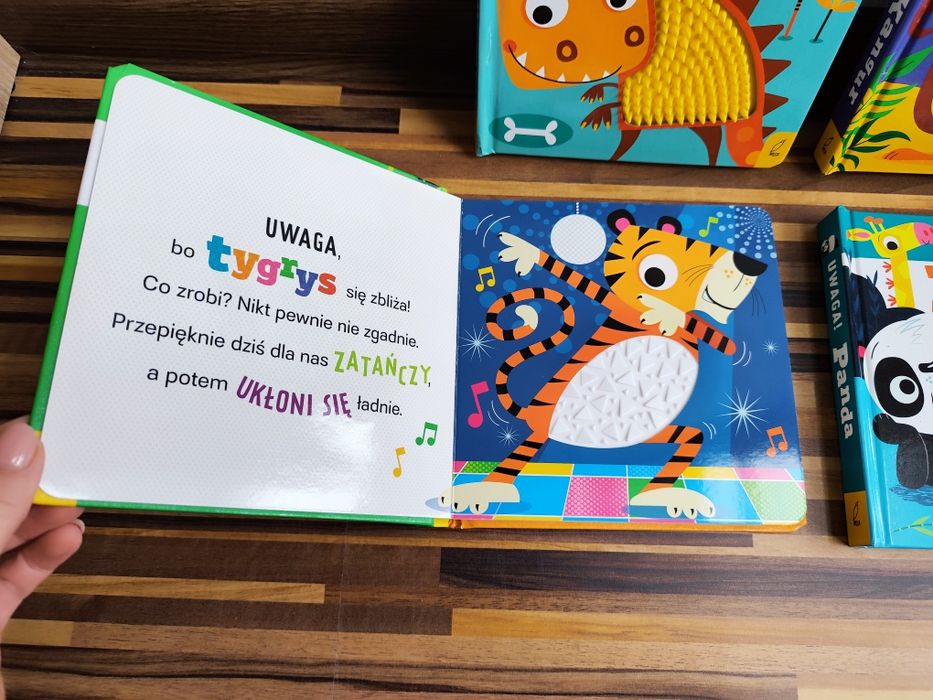 UWAGA,
bo tygrys się zbliża!
Co zrobi? Nikt pewnie nie zgadnie.
Przepięknie dziś dla nas ZATAŃCZY,
a potem UKŁONI SIĘ ładnie.
Kangur
UWAGA! Panda